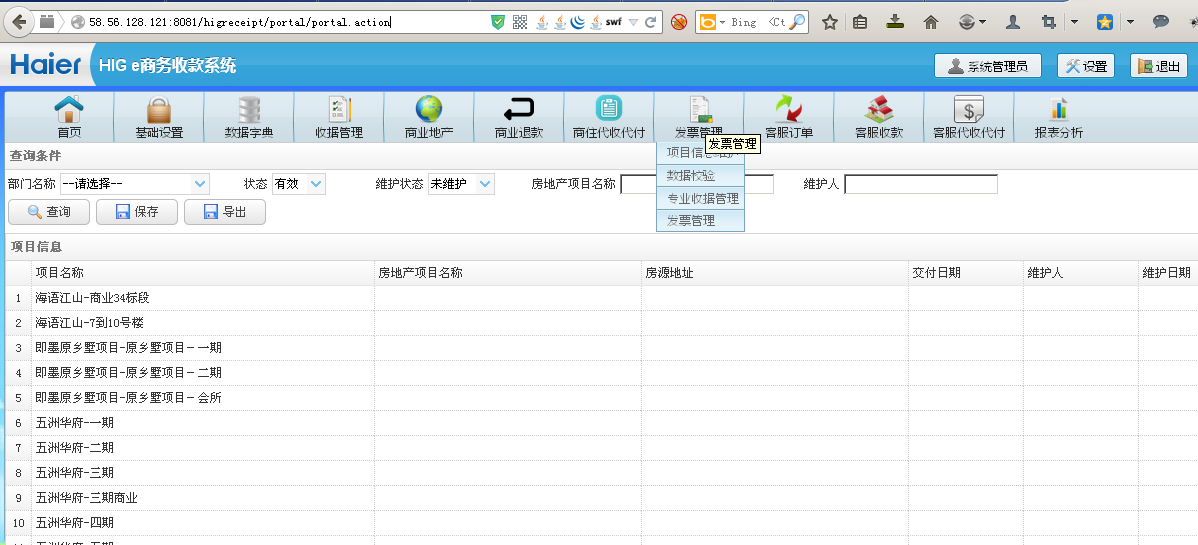 58.56.128.121:8081/higreceipt/portal/portal.action
swf
Bing <Ct
Haier HIG e商务收款系统
系统管理员 设置 退出
首页 基础设置 数据字典 收据管理 商业地产 商业退款 商住代收代付 发票管理 客服订单 客服收款 客服代收代付 报表分析
发票管理
查询条件
项目信息维护
部门名称 --请选择-- 状态 有效 维护状态 未维护 房地产项目名称 维护人
数据校验
专业收据管理
发票管理
查询 保存 导出
项目信息
项目名称 房地产项目名称 房源地址 交付日期 维护人 维护日期
1 海语江山-商业34标段
2 海语江山-7到10号楼
3 即墨原乡墅项目-原乡墅项目－一期
4 即墨原乡墅项目-原乡墅项目－二期
5 即墨原乡墅项目-原乡墅项目－会所
6 五洲华府-一期
7 五洲华府-二期
8 五洲华府-三期
9 五洲华府-三期商业
10 五洲华府-四期